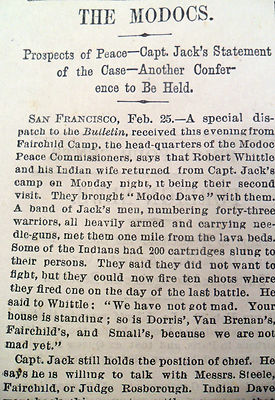 THE MODOCS.
Prospects of Peace—Capt. Jack's Statement
of the Case—Another Confer-
ence to Be Held.
SAN FRANCISCO, Feb. 25.—A special dis-
patch to the Bulletin, received this evening from
Fairchild Camp, the head-quarters of the Modoc
Peace Commissioners, says that Robert Whittle
and his Indian wife returned from Capt. Jack's
camp on Monday night, it being their second
visit. They brought "Modoc Dave" with them.
A band of Jack's men, numbering forty-three
warriors, all heavily armed and carrying nee-
dle-guns, met them one mile from the lava beds.
Some of the Indians had 200 cartridges slung to
their persons. They said they did not want to
fight, but they could now fire ten shots where
they fired one on the day of the last battle. He
said to Whittle: "We have not got mad. Your
house is standing; so is Dorris', Van Brenan's,
Fairchild's, and Small's, because we are not
mad yet."
Capt. Jack still holds the position of chief. He
says he is willing to talk with Messrs. Steele,
Fairchild, or Judge Rosborough. Indian Dave